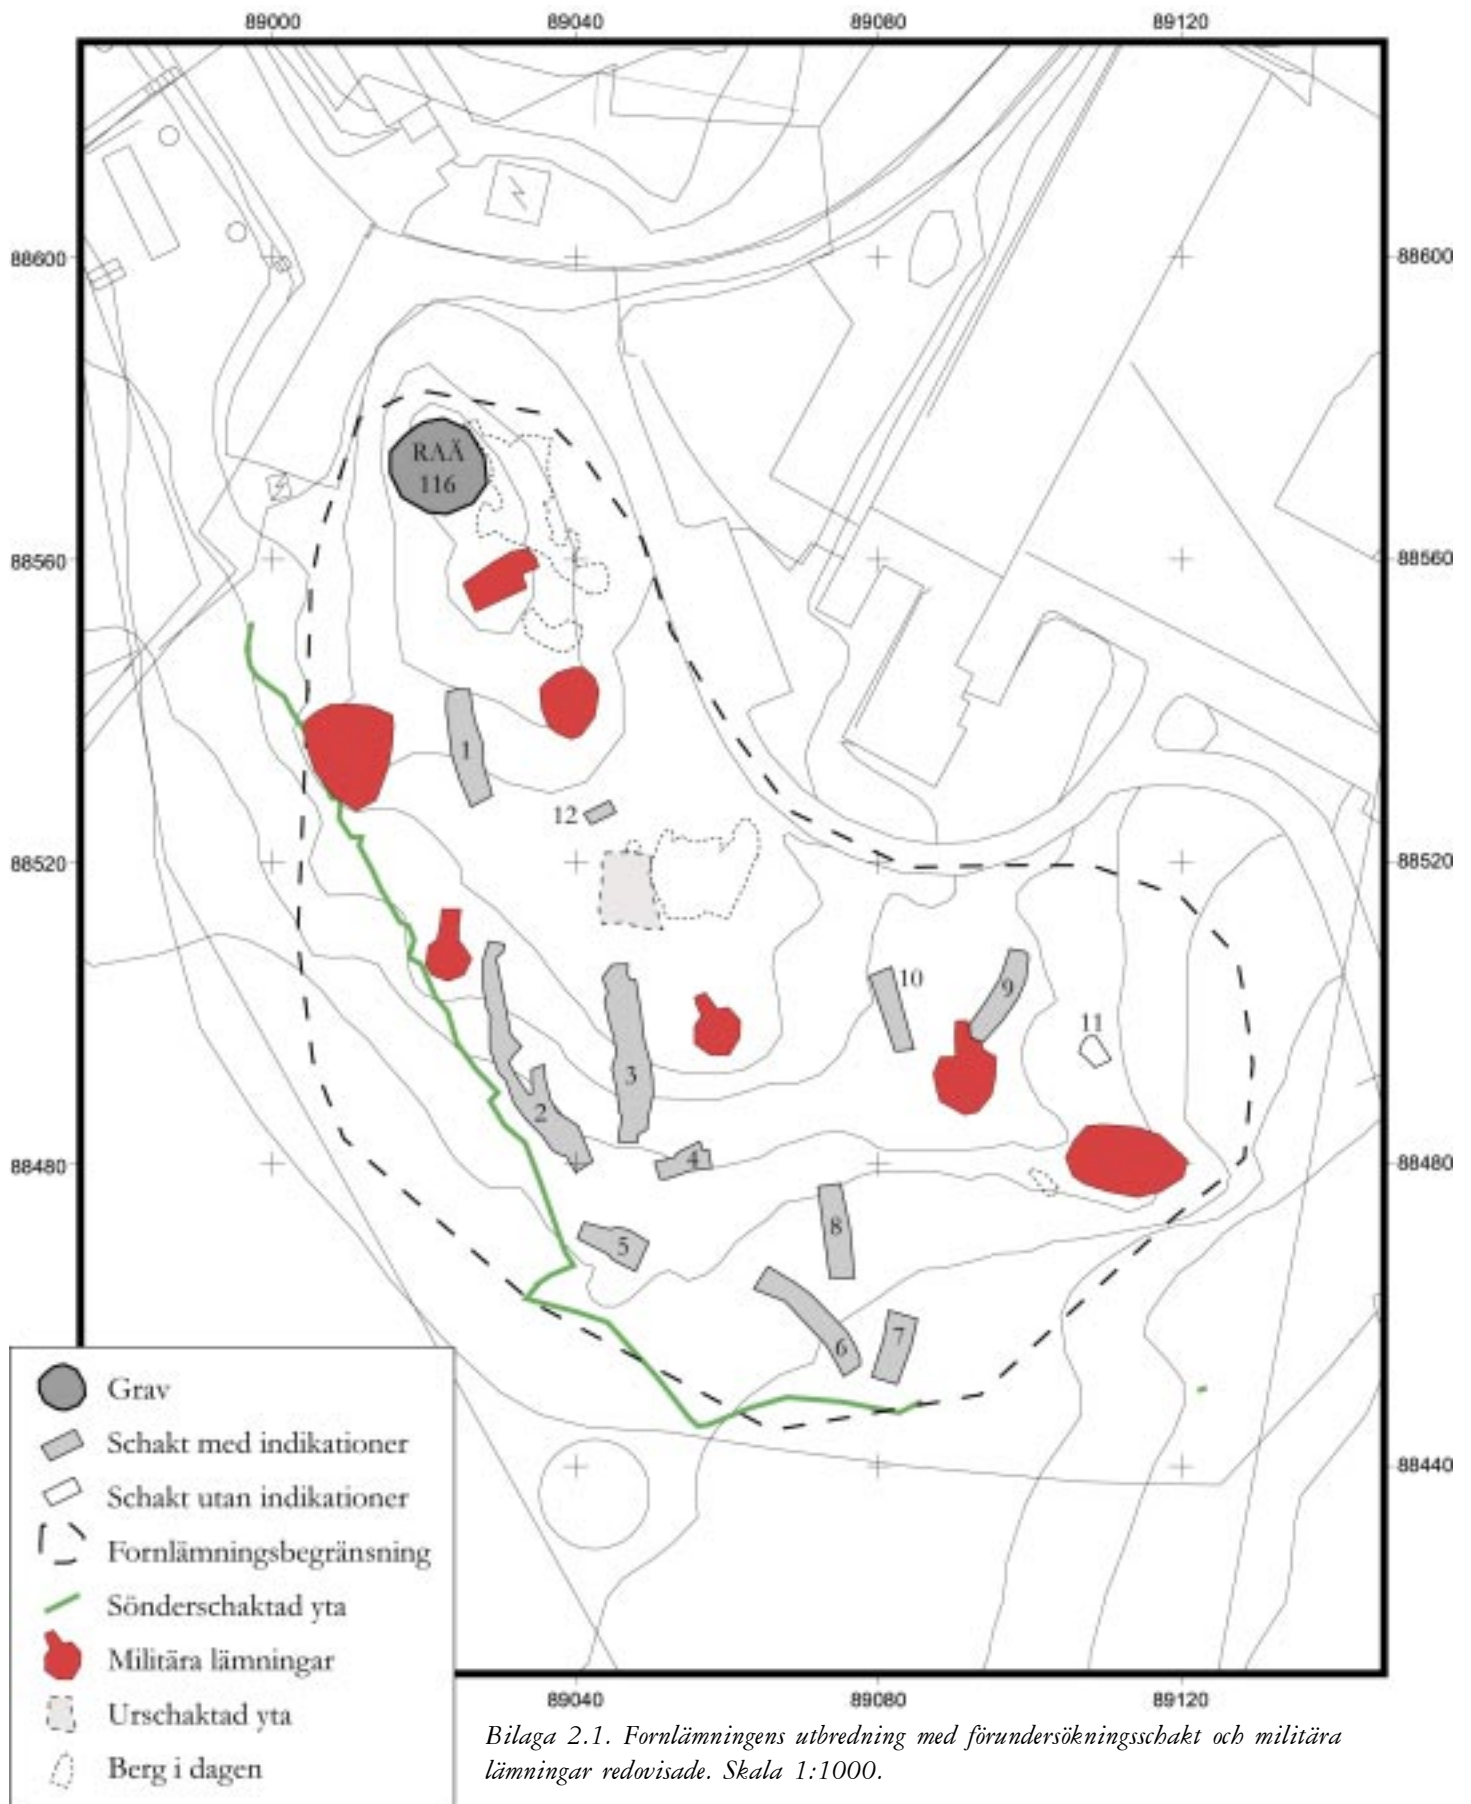 89000 89040 89080 89120
88600 88600
RAÄ
116
88560 88560
1
12
88520 88520
10
9
11
3
2
4
88480 88480
8
5
7
6
88440
Grav
Schakt med indikationer
Schakt utan indikationer
Fornlämningsbegränsning
Sönderschaktad yta
Militära lämningar
Urschaktad yta
Berg i dagen
89040 89080 89120
Bilaga 2.1. Fornlämningens utbredning med förundersökningsschakt och militära
lämningar redovisade. Skala 1:1000.